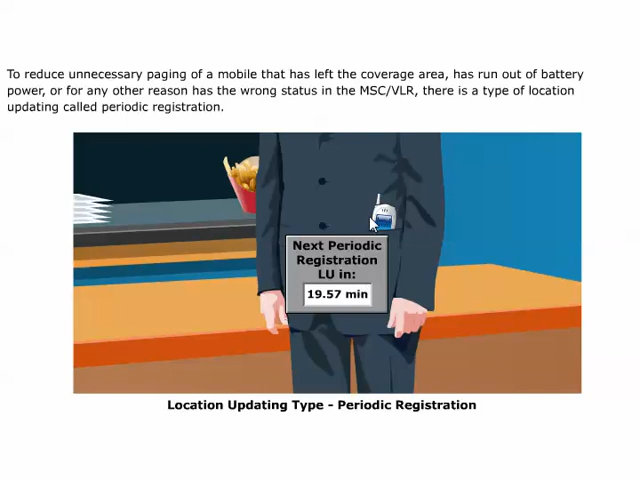 To reduce unnecessary paging of a mobile that has left the coverage area, has run out of battery
power, or for any other reason has the wrong status in the MSC/VLR, there is a type of location
updating called periodic registration.
Next Periodic
Registration
LU in:
19.57 min
Location Updating Type - Periodic Registration